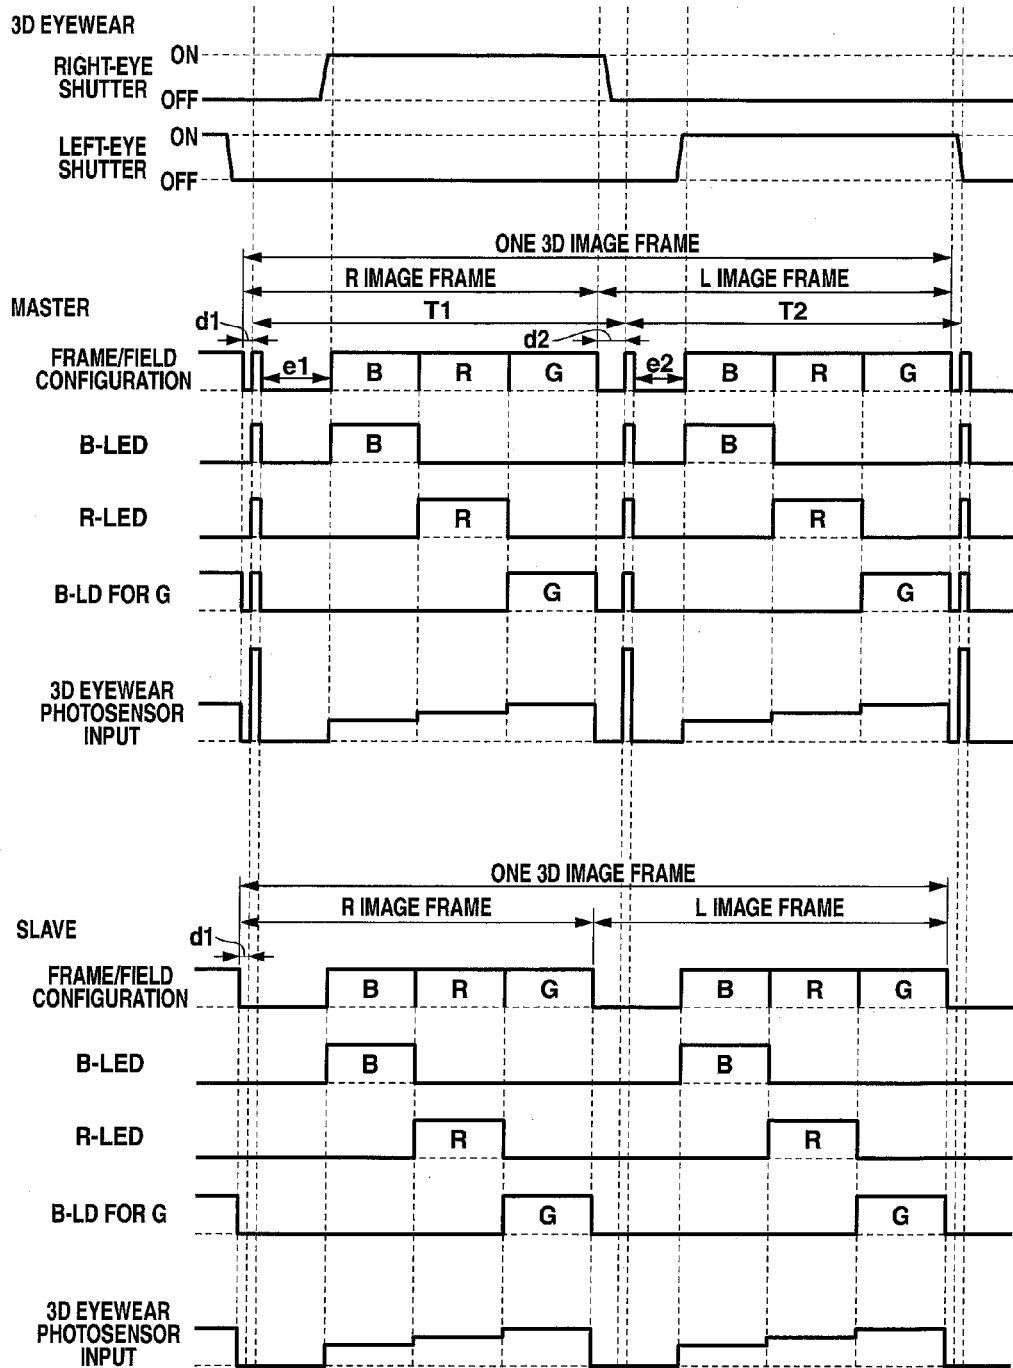 3D EYEWEAR
RIGHT-EYE
SHUTTER
ON
OFF
LEFT-EYE
SHUTTER
ON
OFF
ONE 3D IMAGE FRAME
R IMAGE FRAME
L IMAGE FRAME
MASTER
d1
T1
d2
T2
FRAME/FIELD
CONFIGURATION
e1
B
R
G
e2
B
R
G
B-LED
B
B
R-LED
R
R
B-LD FOR G
G
G
3D EYEWEAR
PHOTOSENSOR
INPUT
ONE 3D IMAGE FRAME
R IMAGE FRAME
L IMAGE FRAME
SLAVE
d1
FRAME/FIELD
CONFIGURATION
B
R
G
B
R
G
B-LED
B
B
R-LED
R
R
B-LD FOR G
G
G
3D EYEWEAR
PHOTOSENSOR
INPUT